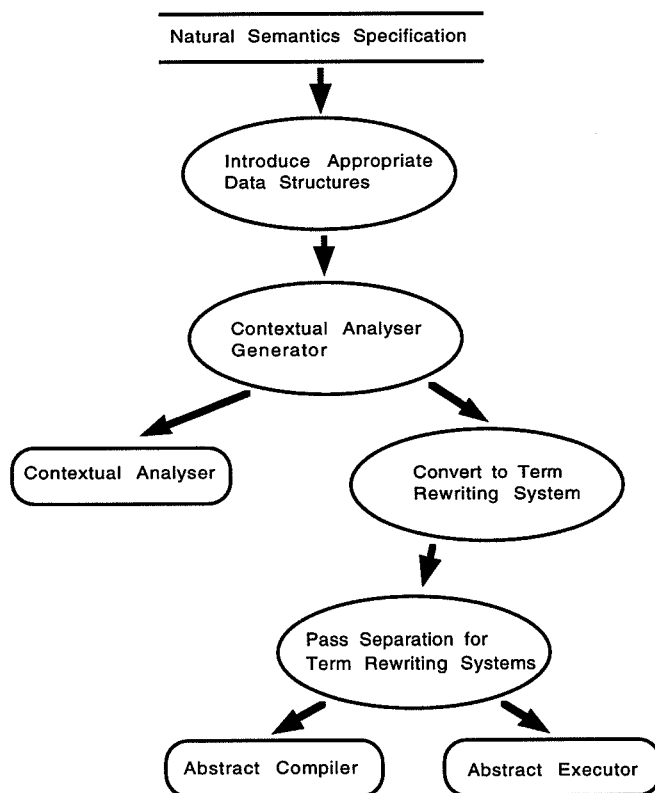 Natural Semantics Specification
Introduce Appropriate
Data Structures
Contextual Analyser
Generator
Contextual Analyser
Convert to Term
Rewriting System
Pass Separation for
Term Rewriting Systems
Abstract Compiler
Abstract Executor